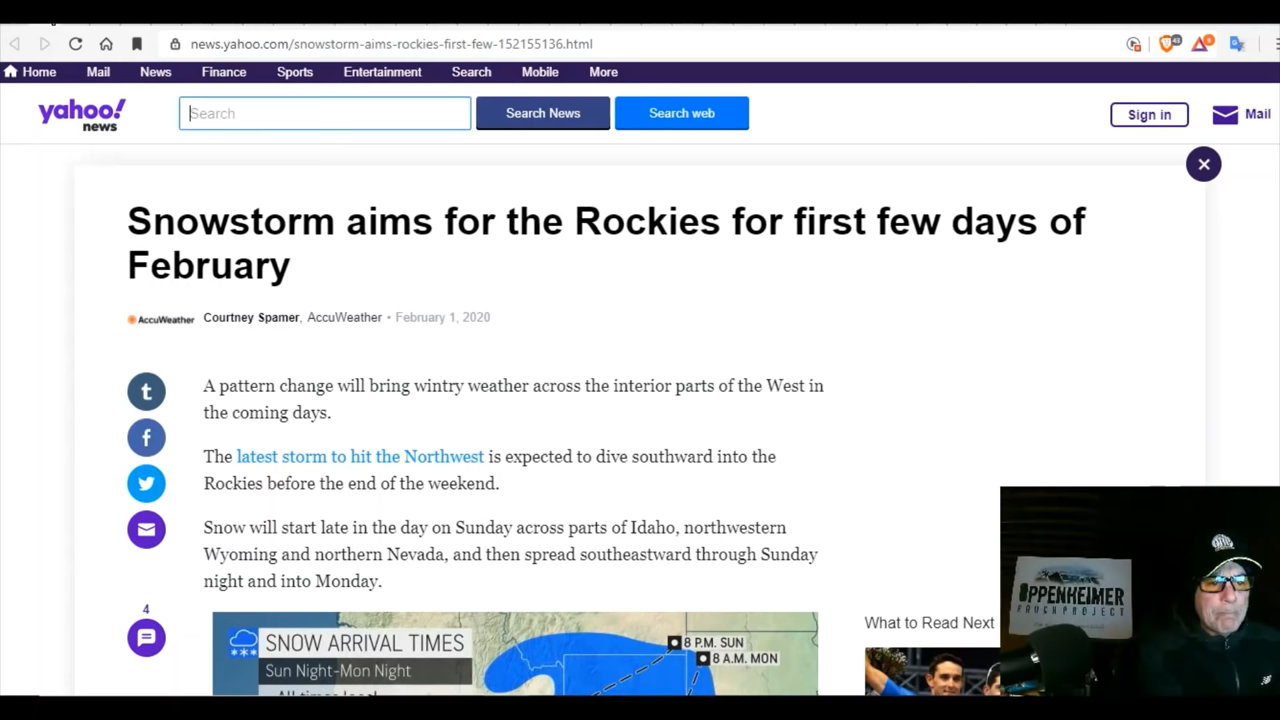 news.yahoo.com/snowstorm-aims-rockies-first-few-152155136.html
Home Mail News Finance Sports Entertainment Search Mobile More
yahoo!
news
Search
Search News
Search web
Sign in
Mail
Snowstorm aims for the Rockies for first few days of
February
AccuWeather
Courtney Spamer, AccuWeather • February 1, 2020
A pattern change will bring wintry weather across the interior parts of the West in
the coming days.
The latest storm to hit the Northwest is expected to dive southward into the
Rockies before the end of the weekend.
Snow will start late in the day on Sunday across parts of Idaho, northwestern
Wyoming and northern Nevada, and then spread southeastward through Sunday
night and into Monday.
4
SNOW ARRIVAL TIMES
Sun Night-Mon Night
All times local
8 P.M. SUN
8 A.M. MON
What to Read Next
OPPENHEIMER
RANCH PROJECT